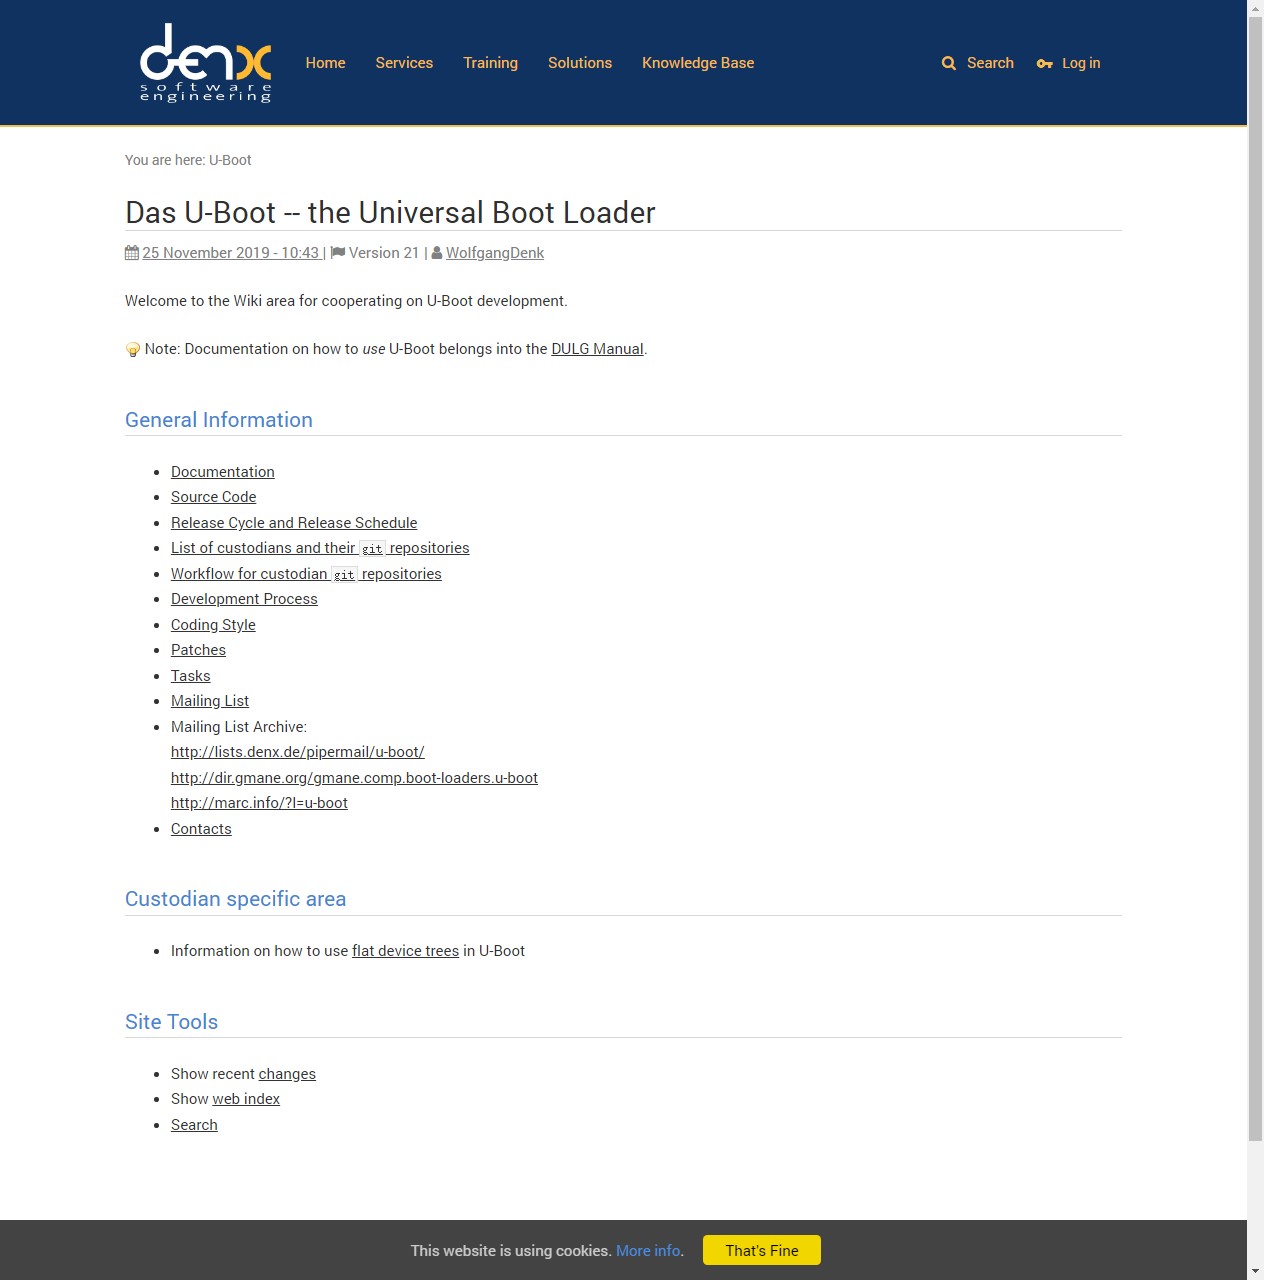 denx
software
engineering
Home Services Training Solutions Knowledge Base Search Log in
You are here: U-Boot
Das U-Boot -- the Universal Boot Loader
25 November 2019 - 10:43 | Version 21 | WolfgangDenk
Welcome to the Wiki area for cooperating on U-Boot development.
Note: Documentation on how to use U-Boot belongs into the DULG Manual.
General Information
Documentation
Source Code
Release Cycle and Release Schedule
List of custodians and their git repositories
Workflow for custodian git repositories
Development Process
Coding Style
Patches
Tasks
Mailing List
Mailing List Archive:
http://lists.denx.de/pipermail/u-boot/
http://dir.gmane.org/gmane.comp.boot-loaders.u-boot
http://marc.info/?l=u-boot
Contacts
Custodian specific area
Information on how to use flat device trees in U-Boot
Site Tools
Show recent changes
Show web index
Search
This website is using cookies. More info. That's Fine